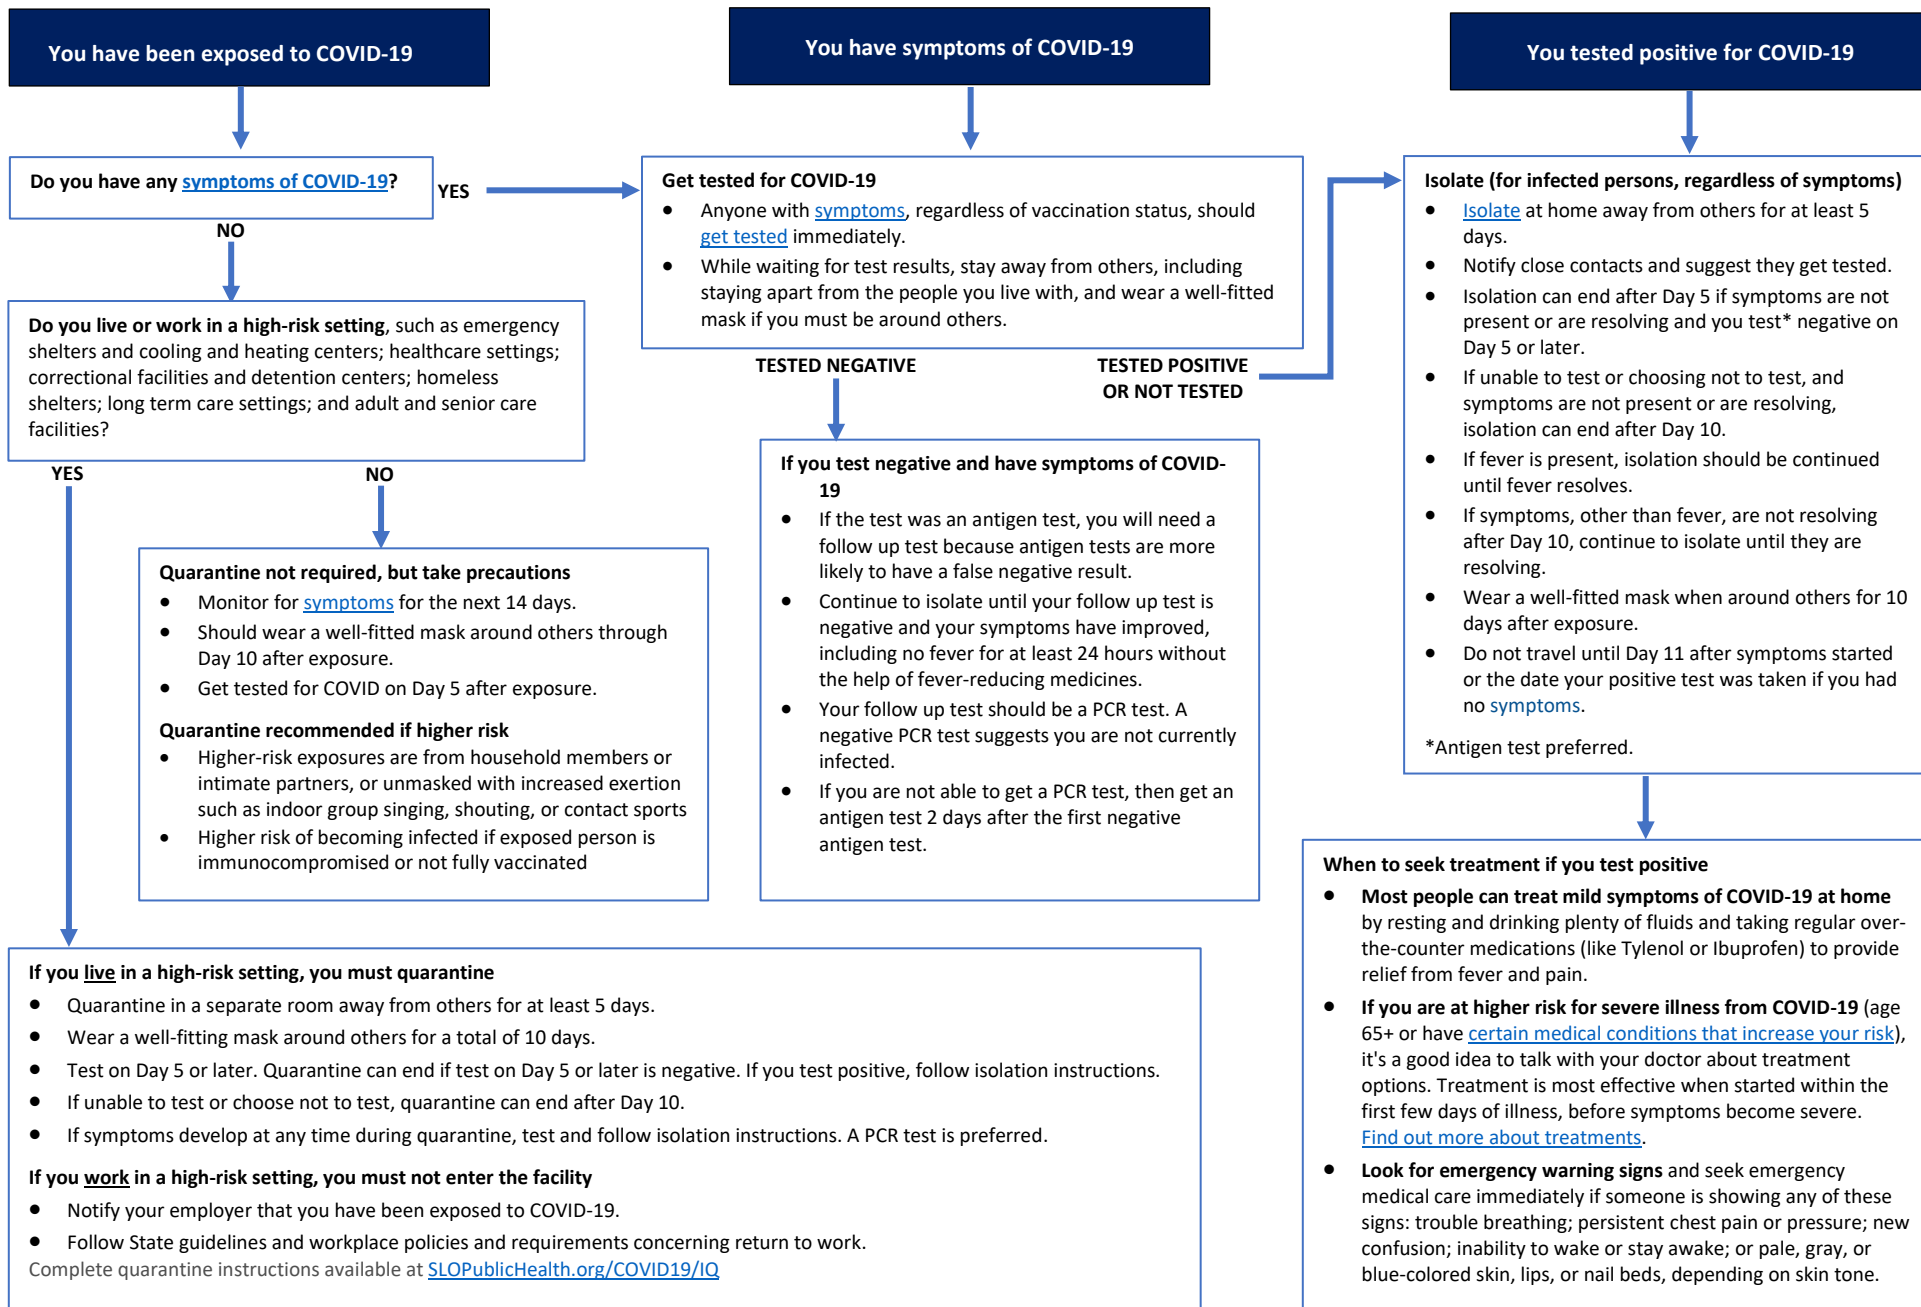 You have been exposed to COVID-19
Do you have any symptoms of COVID-19?
YES
NO
Do you live or work in a high-risk setting, such as emergency
shelters and cooling and heating centers; healthcare settings;
correctional facilities and detention centers; homeless
shelters; long term care settings; and adult and senior care
facilities?
YES
NO
Quarantine not required, but take precautions
• Monitor for symptoms for the next 14 days.
• Should wear a well-fitted mask around others through
Day 10 after exposure.
• Get tested for COVID on Day 5 after exposure.
Quarantine recommended if higher risk
• Higher-risk exposures are from household members or
intimate partners, or unmasked with increased exertion
such as indoor group singing, shouting, or contact sports
• Higher risk of becoming infected if exposed person is
immunocompromised or not fully vaccinated
If you live in a high-risk setting, you must quarantine
• Quarantine in a separate room away from others for at least 5 days.
• Wear a well-fitting mask around others for a total of 10 days.
• Test on Day 5 or later. Quarantine can end if test on Day 5 or later is negative. If you test positive, follow isolation instructions.
• If unable to test or choose not to test, quarantine can end after Day 10.
• If symptoms develop at any time during quarantine, test and follow isolation instructions. A PCR test is preferred.
If you work in a high-risk setting, you must not enter the facility
• Notify your employer that you have been exposed to COVID-19.
• Follow State guidelines and workplace policies and requirements concerning return to work.
Complete quarantine instructions available at SLOPublicHealth.org/COVID19/IQ
You have symptoms of COVID-19
Get tested for COVID-19
• Anyone with symptoms, regardless of vaccination status, should
get tested immediately.
• While waiting for test results, stay away from others, including
staying apart from the people you live with, and wear a well-fitted
mask if you must be around others.
TESTED NEGATIVE
TESTED POSITIVE
OR NOT TESTED
If you test negative and have symptoms of COVID-
19
• If the test was an antigen test, you will need a
follow up test because antigen tests are more
likely to have a false negative result.
• Continue to isolate until your follow up test is
negative and your symptoms have improved,
including no fever for at least 24 hours without
the help of fever-reducing medicines.
• Your follow up test should be a PCR test. A
negative PCR test suggests you are not currently
infected.
• If you are not able to get a PCR test, then get an
antigen test 2 days after the first negative
antigen test.
You tested positive for COVID-19
Isolate (for infected persons, regardless of symptoms)
• Isolate at home away from others for at least 5
days.
• Notify close contacts and suggest they get tested.
• Isolation can end after Day 5 if symptoms are not
present or are resolving and you test* negative on
Day 5 or later.
• If unable to test or choosing not to test, and
symptoms are not present or are resolving,
isolation can end after Day 10.
• If fever is present, isolation should be continued
until fever resolves.
• If symptoms, other than fever, are not resolving
after Day 10, continue to isolate until they are
resolving.
• Wear a well-fitted mask when around others for 10
days after exposure.
• Do not travel until Day 11 after symptoms started
or the date your positive test was taken if you had
no symptoms.
*Antigen test preferred.
When to seek treatment if you test positive
• Most people can treat mild symptoms of COVID-19 at home
by resting and drinking plenty of fluids and taking regular over-
the-counter medications (like Tylenol or Ibuprofen) to provide
relief from fever and pain.
• If you are at higher risk for severe illness from COVID-19 (age
65+ or have certain medical conditions that increase your risk),
it's a good idea to talk with your doctor about treatment
options. Treatment is most effective when started within the
first few days of illness, before symptoms become severe.
Find out more about treatments.
• Look for emergency warning signs and seek emergency
medical care immediately if someone is showing any of these
signs: trouble breathing; persistent chest pain or pressure; new
confusion; inability to wake or stay awake; or pale, gray, or
blue-colored skin, lips, or nail beds, depending on skin tone.